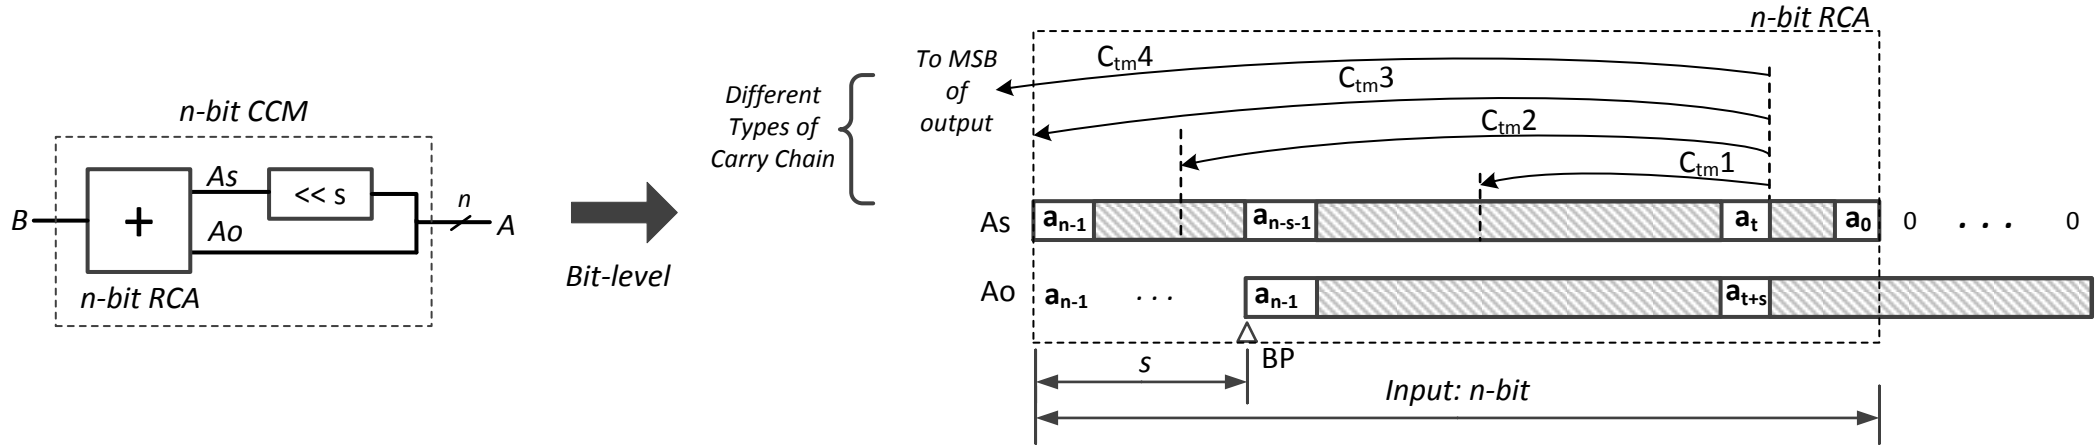 n-bit CCM
As
<< s
+
B
n
A
Ao
n-bit RCA
Bit-level
Different
Types of
Carry Chain
To MSB
of
output
n-bit RCA
Ctm4
Ctm3
Ctm2
Ctm1
As an-1 an-s-1 at a0 0 . . . 0
Ao an-1 . . . an-1 at+s
BP
s
Input: n-bit